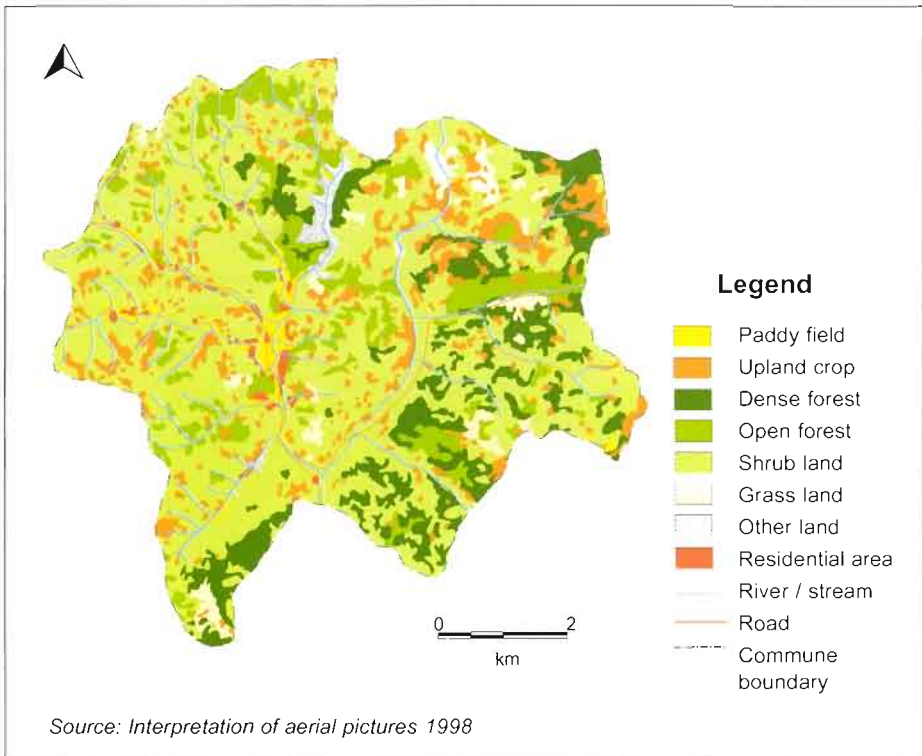 Legend
Paddy field
Upland crop
Dense forest
Open forest
Shrub land
Grass land
Other land
Residential area
River / stream
Road
Commune
boundary
0 2
km
Source: Interpretation of aerial pictures 1998